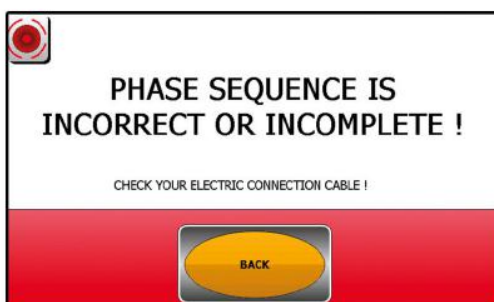 PHASE SEQUENCE IS
INCORRECT OR INCOMPLETE !
CHECK YOUR ELECTRIC CONNECTION CABLE !
BACK